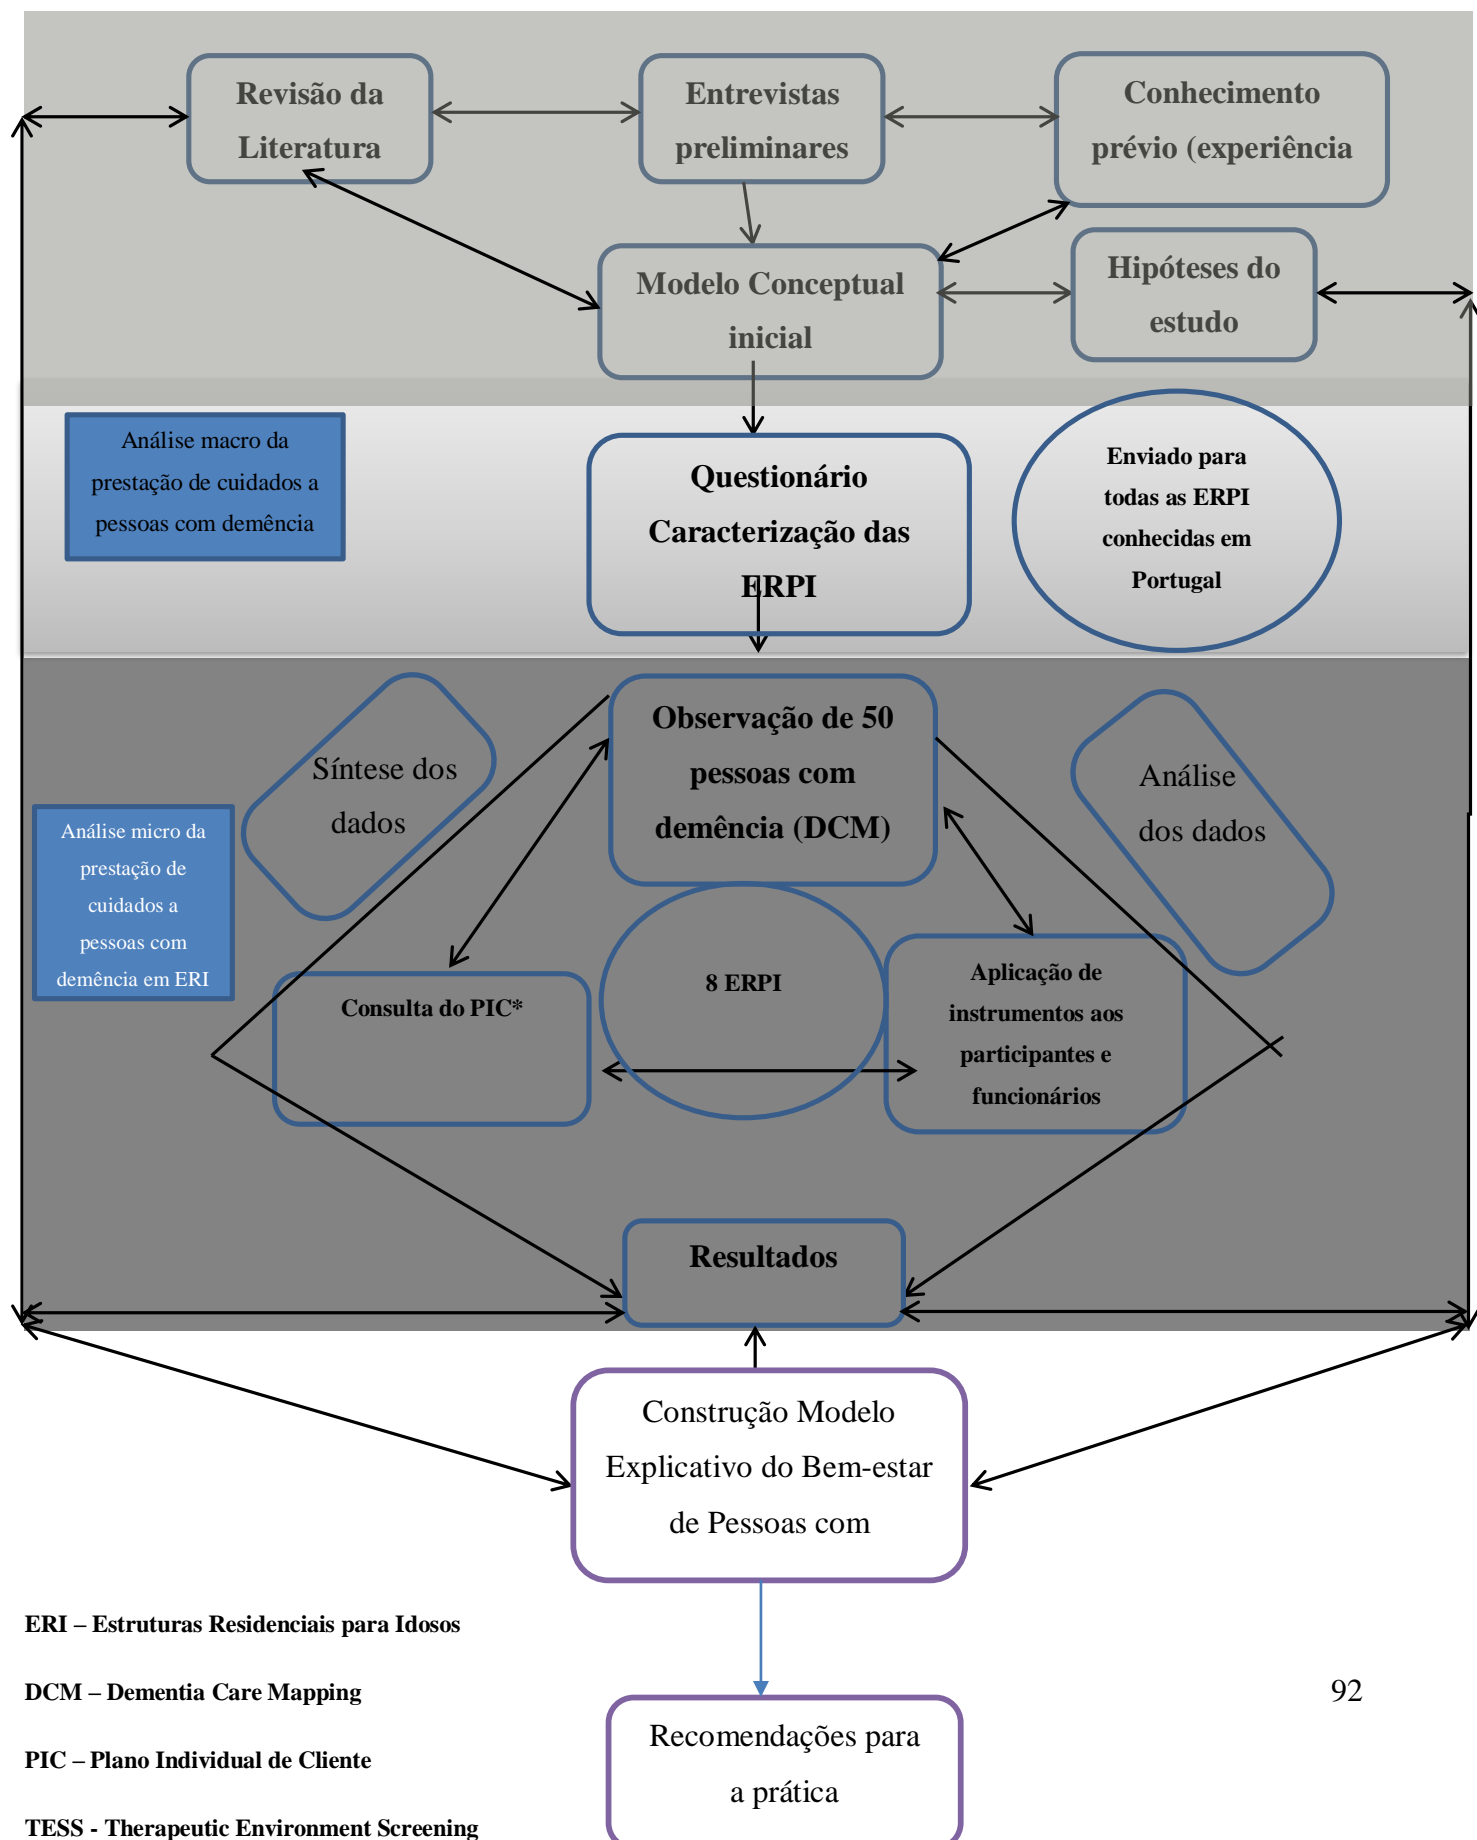 Revisão da
Literatura
Entrevistas
preliminares
Conhecimento
prévio (experiência
Modelo Conceptual
inicial
Hipóteses do
estudo
Análise macro da
prestação de cuidados a
pessoas com demência
Questionário
Caracterização das
ERPI
Enviado para
todas as ERPI
conhecidas em
Portugal
Síntese dos
dados
Observação de 50
pessoas com
demência (DCM)
Análise
dos dados
Análise micro da
prestação de
cuidados a
pessoas com
demência em ERI
Consulta do PIC*
8 ERPI
Aplicação de
instrumentos aos
participantes e
funcionários
Resultados
Construção Modelo
Explicativo do Bem-estar
de Pessoas com
ERI – Estruturas Residenciais para Idosos
DCM – Dementia Care Mapping
92
PIC – Plano Individual de Cliente
Recomendações para
a prática
TESS - Therapeutic Environment Screening